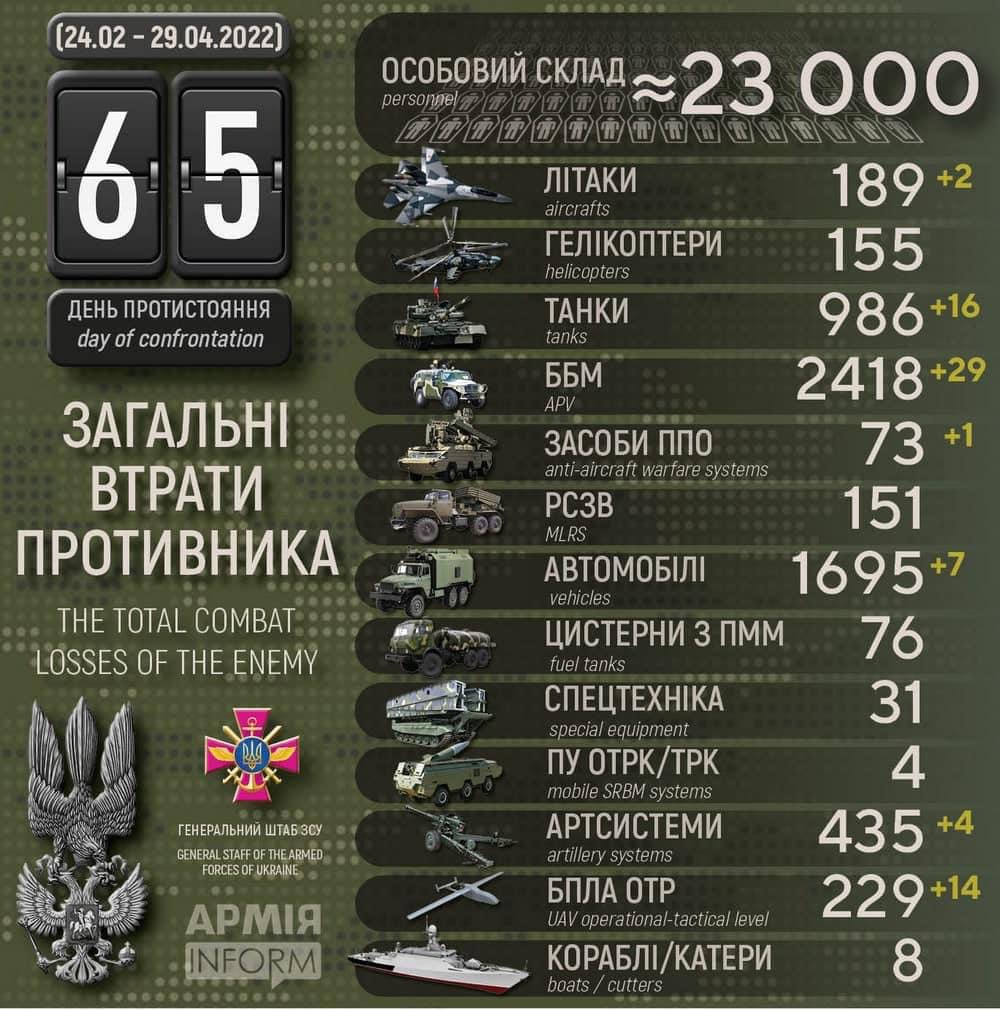 (24.02 – 29.04.2022)
65
ДЕНЬ ПРОТИСТОЯННЯ
day of confrontation
ЗАГАЛЬНІ
ВТРАТИ
ПРОТИВНИКА
THE TOTAL COMBAT
LOSSES OF THE ENEMY
ГЕНЕРАЛЬНИЙ ШТАБ ЗСУ
GENERAL STAFF OF THE ARMED
FORCES OF UKRAINE
АРМІЯ
INFORM
ОСОБОВИЙ СКЛАД ≈23 000
personnel
ЛІТАКИ 189 +2
aircrafts
ГЕЛІКОПТЕРИ 155
helicopters
ТАНКИ 986 +16
tanks
ББМ 2418 +29
APV
ЗАСОБИ ППО 73 +1
anti-aircraft warfare systems
РСЗВ 151
MLRS
АВТОМОБІЛІ 1695 +7
vehicles
ЦИСТЕРНИ З ПММ 76
fuel tanks
СПЕЦТЕХНІКА 31
special equipment
ПУ ОТРК/ТРК 4
mobile SRBM systems
АРТСИСТЕМИ 435 +4
artillery systems
БПЛА ОТР 229 +14
UAV operational-tactical level
КОРАБЛІ/КАТЕРИ 8
boats / cutters